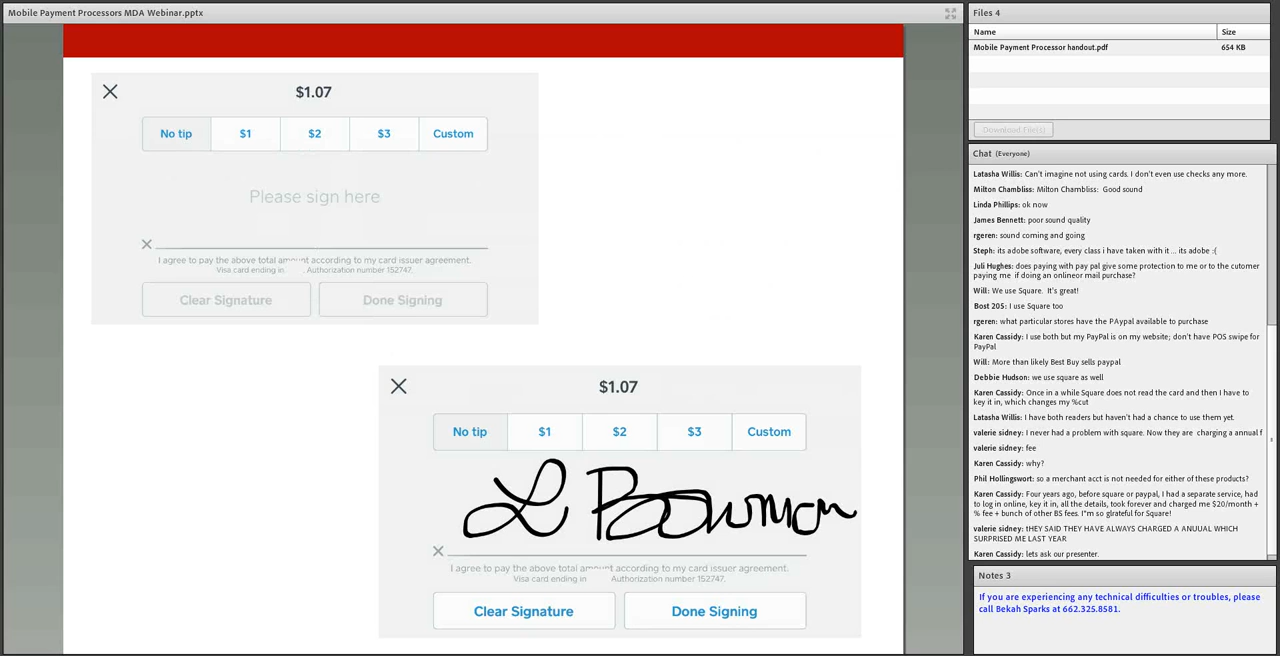 Mobile Payment Processors MDA Webinar.pptx
$1.07
No tip
$1
$2
$3
Custom
Please sign here
I agree to pay the above total amount according to my card issuer agreement.
Visa card ending in . Authorization number 152747.
Clear Signature
Done Signing
$1.07
No tip
$1
$2
$3
Custom
L Bowman
I agree to pay the above total amount according to my card issuer agreement.
Visa card ending in Authorization number 152747.
Clear Signature
Done Signing
Files 4
Name
Size
Mobile Payment Processor handout.pdf
654 KB
Download File(s)
Chat (Everyone)
Latasha Willis: Can't imagine not using cards. I don't even use checks any more.
Milton Chambliss: Milton Chambliss: Good sound
Linda Phillips: ok now
James Bennett: poor sound quality
rgeren: sound coming and going
Steph: its adobe software, every class i have taken with it ... its adobe :(
Juli Hughes: does paying with pay pal give some protection to me or to the cutomer
paying me if doing an onlineor mail purchase?
Will: We use Square. It's great!
Bost 205: I use Square too
rgeren: what particular stores have the PAypal available to purchase
Karen Cassidy: I use both but my PayPal is on my website; don't have POS swipe for
PayPal
Will: More than likely Best Buy sells paypal
Debbie Hudson: we use square as well
Karen Cassidy: Once in a while Square does not read the card and then I have to
key it in, which changes my %cut
Latasha Willis: I have both readers but haven't had a chance to use them yet.
valerie sidney: I never had a problem with square. Now they are charging a annual f
valerie sidney: fee
Karen Cassidy: why?
Phil Hollingswort: so a merchant acct is not needed for either of these products?
Karen Cassidy: Four years ago, before square or paypal, I had a separate service, had
to log in online, key it in, all the details, took forever and charged me $20/month +
% fee + bunch of other BS fees. I"m so glrateful for Square!
valerie sidney: tHEY SAID THEY HAVE ALWAYS CHARGED A ANUUAL WHICH
SURPRISED ME LAST YEAR
Karen Cassidy: lets ask our presenter.
Notes 3
If you are experiencing any technical difficulties or troubles, please
call Bekah Sparks at 662.325.8581.